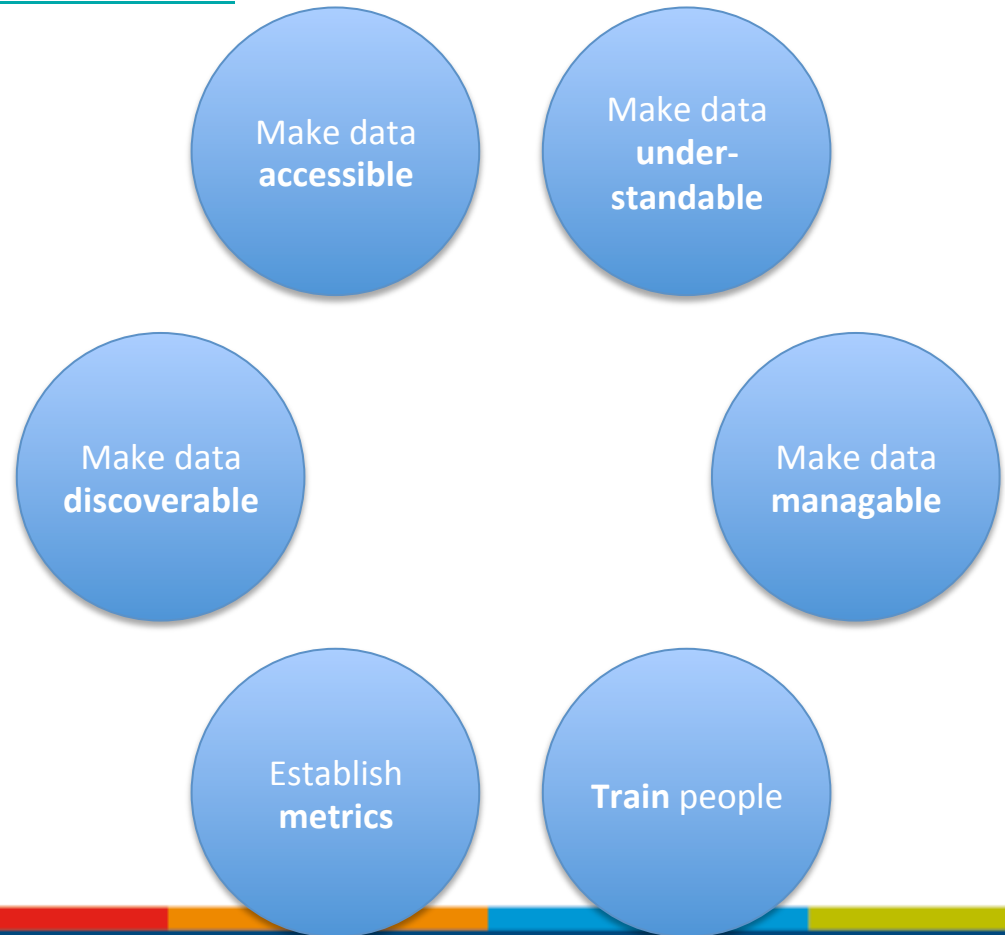 Make data
accessible
Make data
under-
standable
Make data
discoverable
Make data
managable
Establish
metrics
Train people